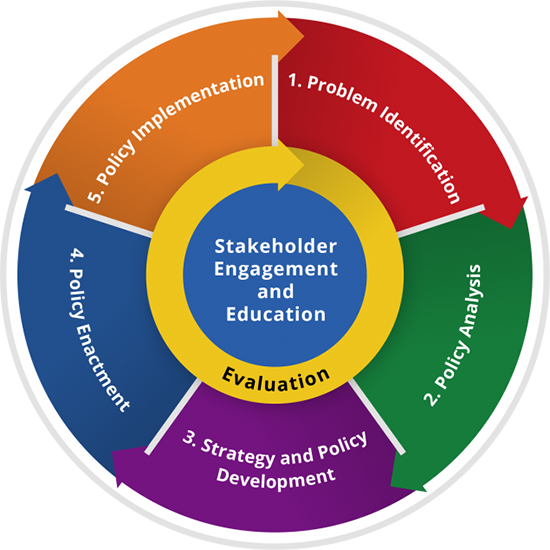 1. Problem Identification
2. Policy Analysis
3. Strategy and Policy
Development
4. Policy Enactment
5. Policy Implementation
Stakeholder
Engagement
and
Education
Evaluation